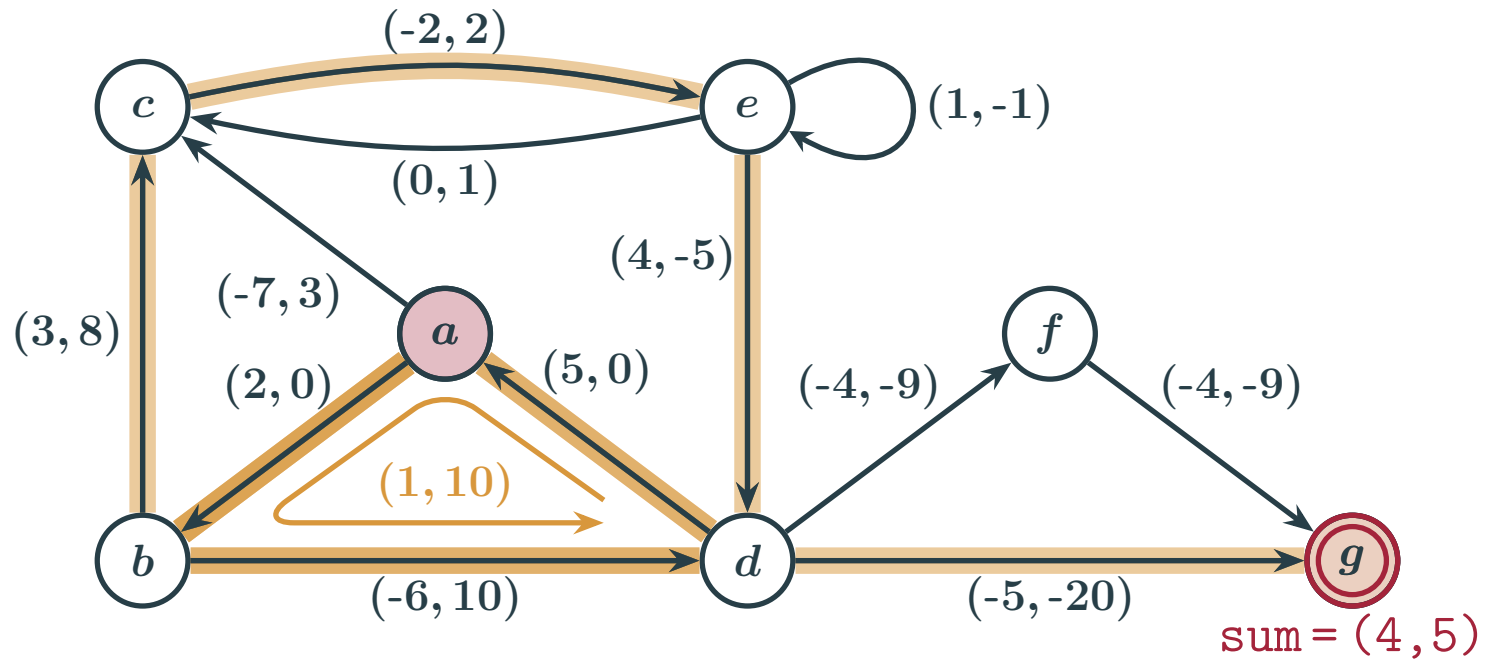 (-2, 2)
c
e
(1, -1)
(0, 1)
(4, -5)
(-7, 3)
(3, 8)
a
f
(2, 0)
(5, 0)
(-4, -9)
(-4, -9)
(1, 10)
b
d
g
(-6, 10)
(-5, -20)
sum = (4,5)